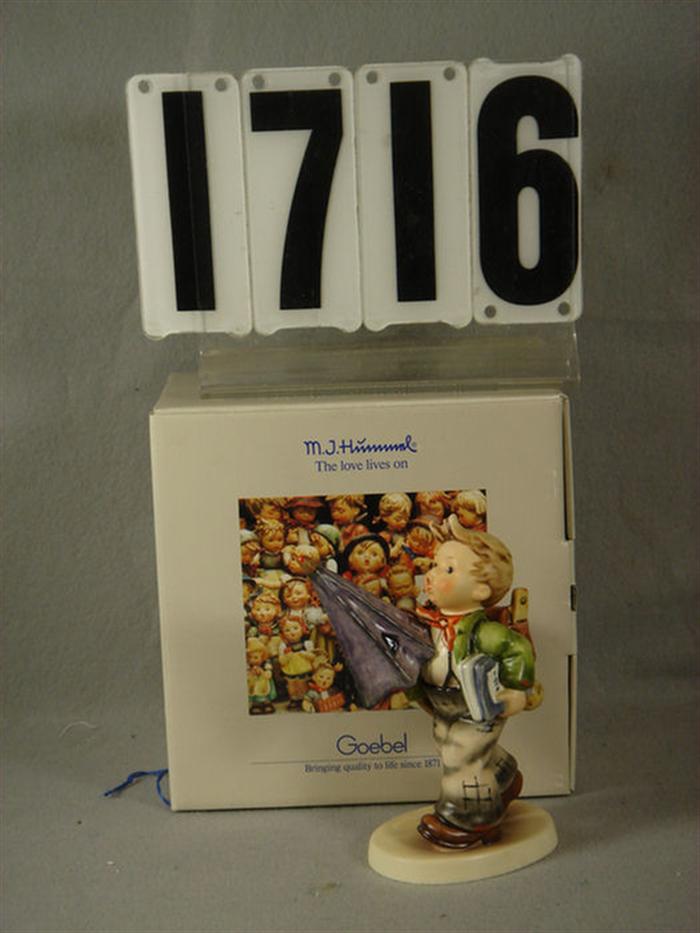 1716
M.J.Hummel®
The love lives on
Goebel
Bringing quality to life since 1871